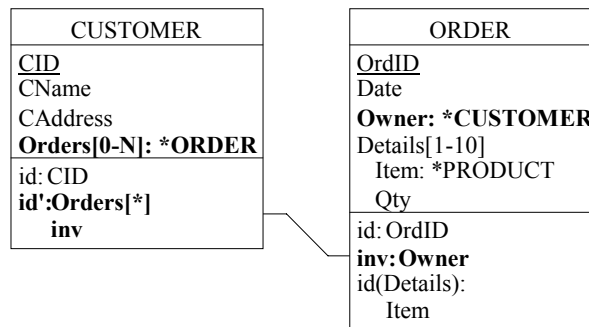 CUSTOMER
CID
CName
CAddress
Orders[0-N]: *ORDER
id: CID
id':Orders[*]
inv
ORDER
OrdID
Date
Owner: *CUSTOMER
Details[1-10]
Item: *PRODUCT
Qty
id: OrdID
inv: Owner
id(Details):
Item